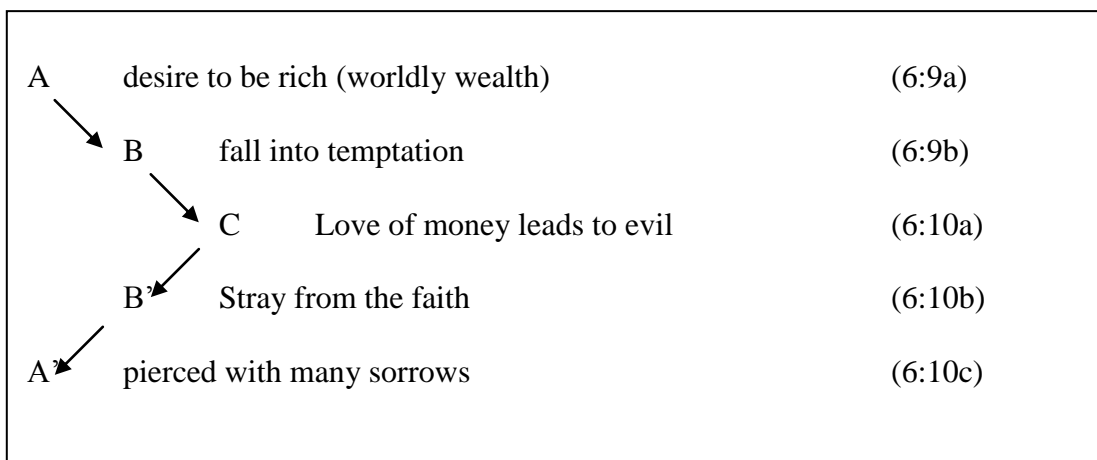 A desire to be rich (worldly wealth) (6:9a)
B fall into temptation (6:9b)
C Love of money leads to evil (6:10a)
B’ Stray from the faith (6:10b)
A’ pierced with many sorrows (6:10c)